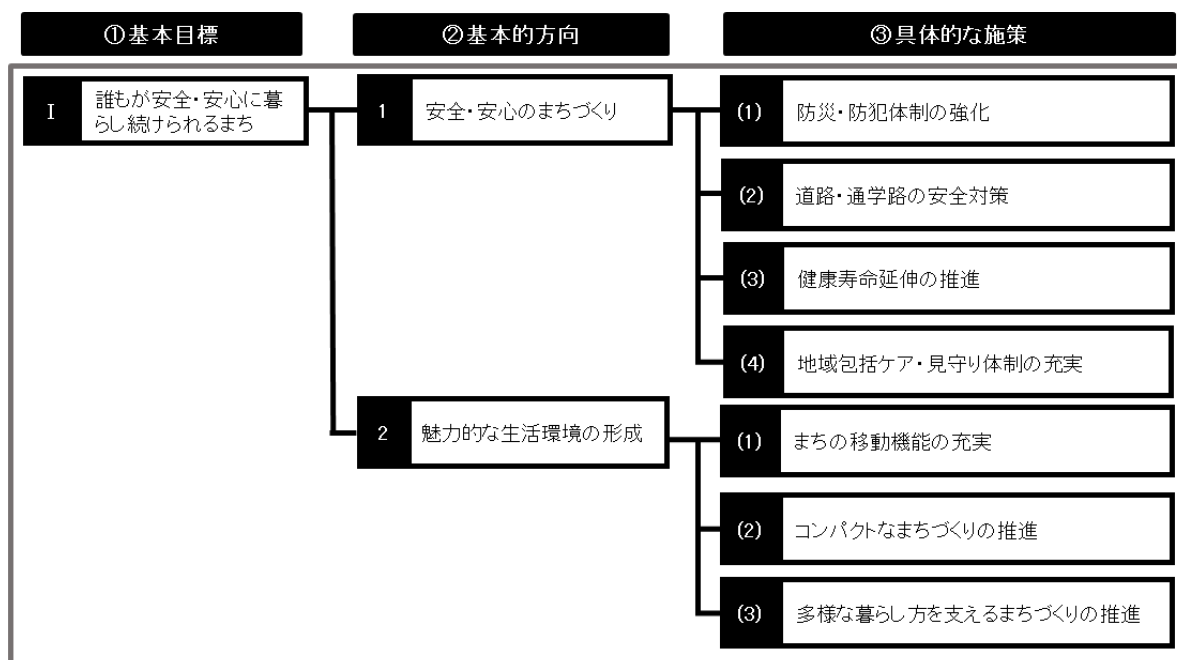 ①基本目標
②基本的方向
③具体的な施策
Ⅰ
誰もが安全・安心に暮
らし続けられるまち
1
安全・安心のまちづくり
(1)
防災・防犯体制の強化
(2)
道路・通学路の安全対策
(3)
健康寿命延伸の推進
(4)
地域包括ケア・見守り体制の充実
2
魅力的な生活環境の形成
(1)
まちの移動機能の充実
(2)
コンパクトなまちづくりの推進
(3)
多様な暮らし方を支えるまちづくりの推進